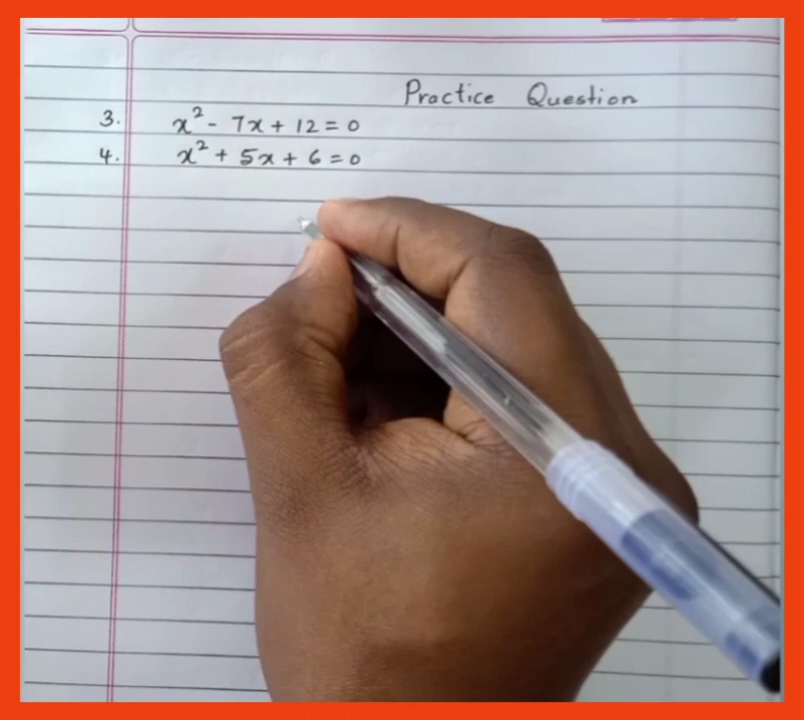 Practice Question
3. x² - 7x + 12 = 0
4. x² + 5x + 6 = 0